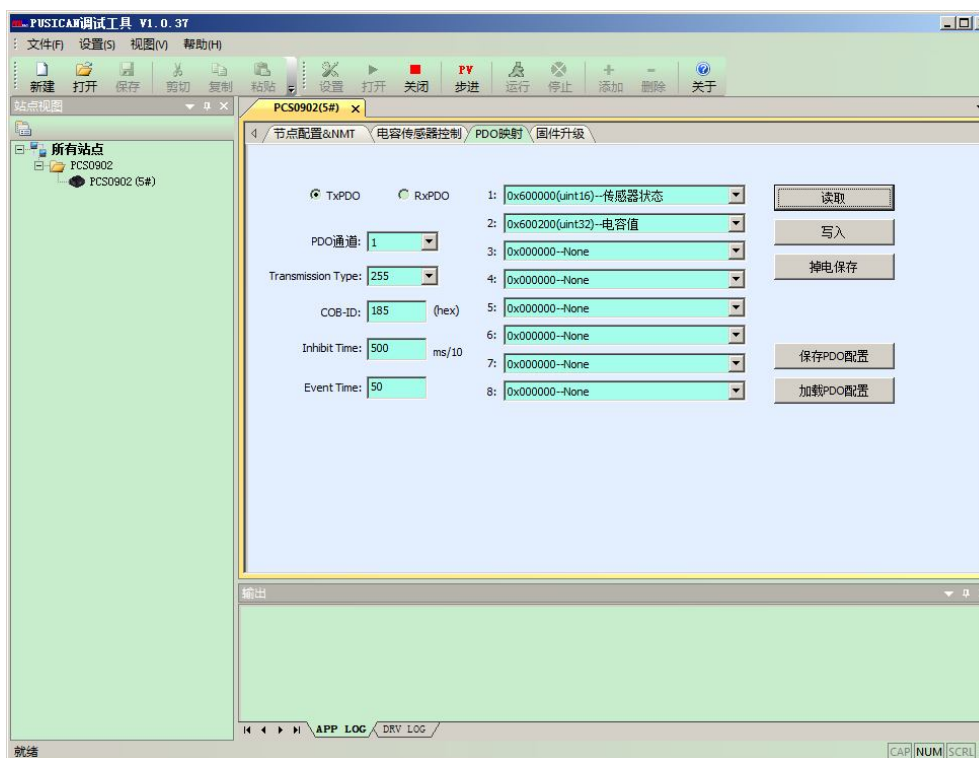 PUSICAN调试工具 V1.0.37
文件(F) 设置(S) 视图(V) 帮助(H)
新建 打开 保存 剪切 复制 粘贴 设置 打开 关闭 PV 步进 运行 停止 添加 删除 关于
站点视图
PCS0902(5#)
节点配置&NMT 电容传感器控制 PDO映射 固件升级
所有站点
PCS0902
PCS0902 (5#)
TxPDO RxPDO
PDO通道: 1
Transmission Type: 255
COB-ID: 185 (hex)
Inhibit Time: 500 ms/10
Event Time: 50
1: 0x600000(uint16)--传感器状态
2: 0x600200(uint32)--电容值
3: 0x000000--None
4: 0x000000--None
5: 0x000000--None
6: 0x000000--None
7: 0x000000--None
8: 0x000000--None
读取
写入
掉电保存
保存PDO配置
加载PDO配置
输出
APP LOG DRV LOG
就绪
CAP NUM SCRL